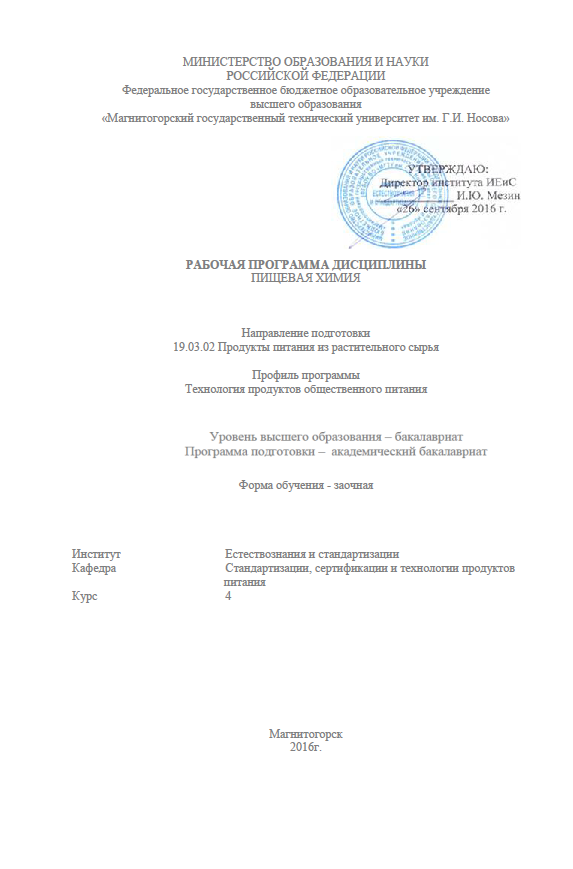 МИНИСТЕРСТВО ОБРАЗОВАНИЯ И НАУКИ
РОССИЙСКОЙ ФЕДЕРАЦИИ
Федеральное государственное бюджетное образовательное учреждение
высшего образования
«Магнитогорский государственный технический университет им. Г.И. Носова»
УТВЕРЖДАЮ:
Директор института ИЕиС
И.Ю. Мезин
«26» сентября 2016 г.
РАБОЧАЯ ПРОГРАММА ДИСЦИПЛИНЫ
ПИЩЕВАЯ ХИМИЯ
Направление подготовки
19.03.02 Продукты питания из растительного сырья
Профиль программы
Технология продуктов общественного питания
Уровень высшего образования – бакалавриат
Программа подготовки – академический бакалавриат
Форма обучения - заочная
Институт Естествознания и стандартизации
Кафедра Стандартизации, сертификации и технологии продуктов
питания
Курс 4
Магнитогорск
2016г.